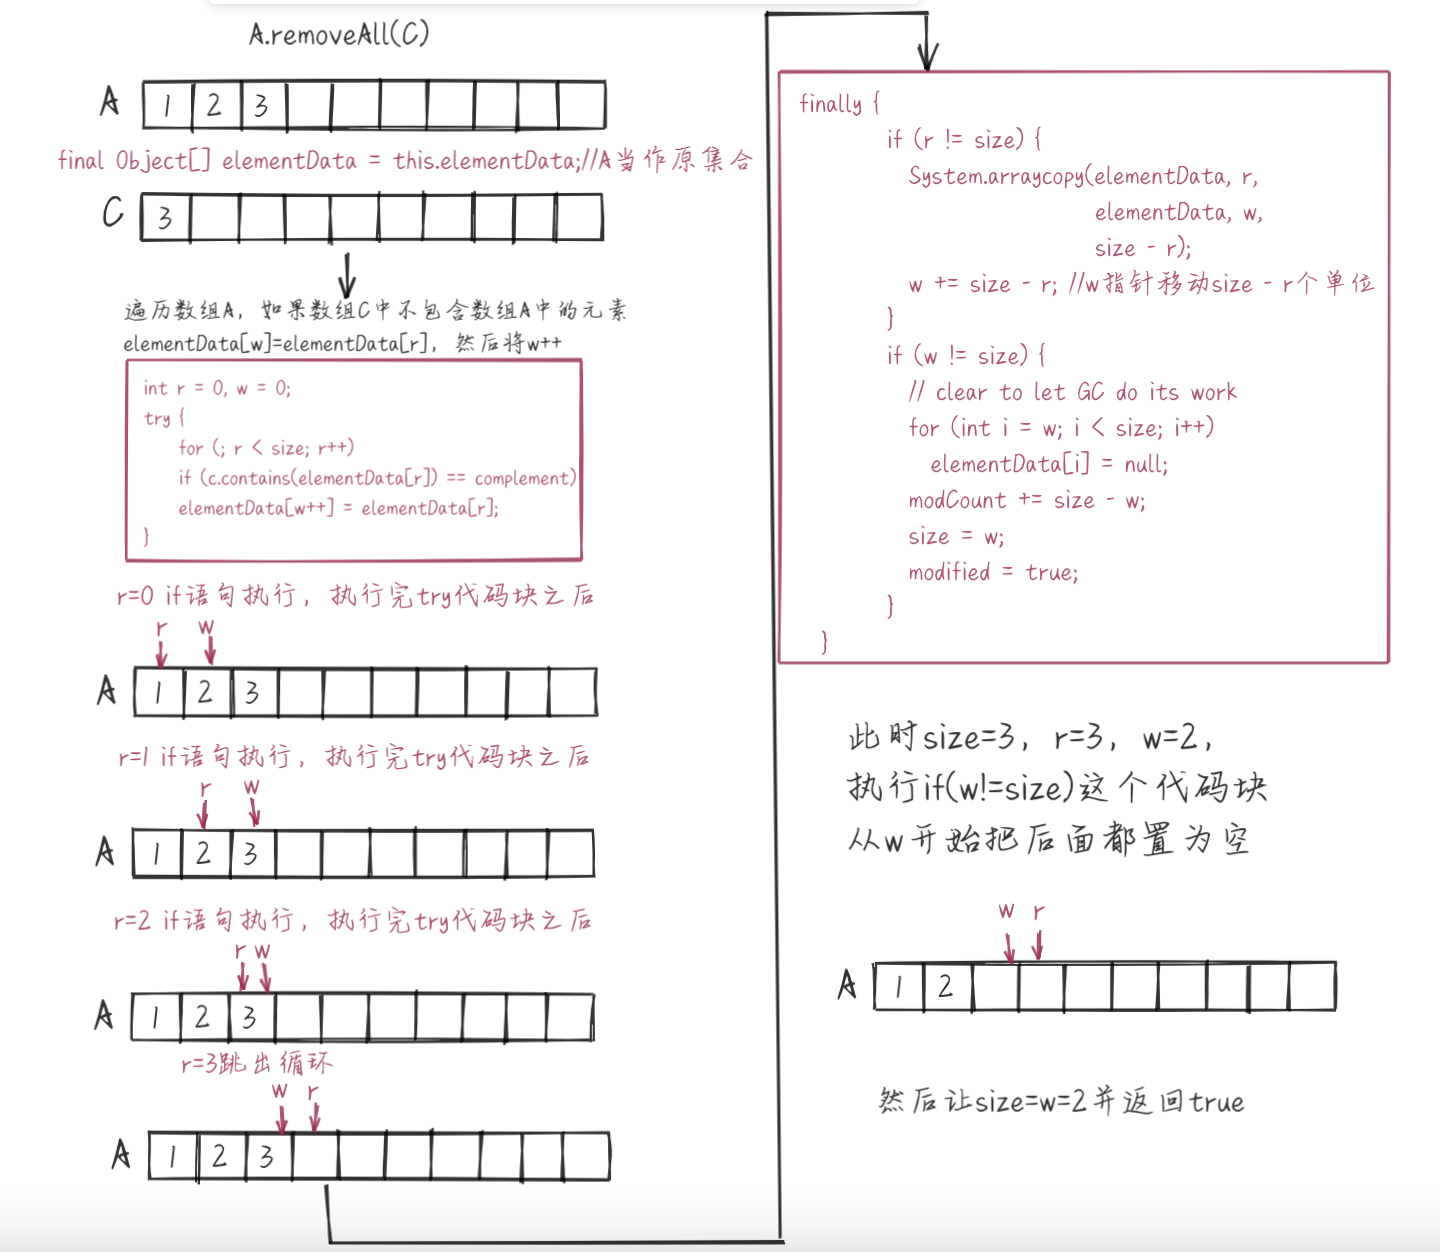 A.removeAll(C)
A 1 2 3
final Object[] elementData = this.elementData;//A当作原集合
C 3
遍历数组A，如果数组C中不包含数组A中的元素
elementData[w]=elementData[r]，然后将w++
int r = 0, w = 0;
try {
for (; r < size; r++)
if (c.contains(elementData[r]) == complement)
elementData[w++] = elementData[r];
}
r=0 if语句执行，执行完try代码块之后
r w
A 1 2 3
r=1 if语句执行，执行完try代码块之后
r w
A 1 2 3
r=2 if语句执行，执行完try代码块之后
r w
A 1 2 3
r=3跳出循环
w r
A 1 2 3
finally {
if (r != size) {
System.arraycopy(elementData, r,
elementData, w,
size - r);
w += size - r; //w指针移动size - r个单位
}
if (w != size) {
// clear to let GC do its work
for (int i = w; i < size; i++)
elementData[i] = null;
modCount += size - w;
size = w;
modified = true;
}
}
此时size=3，r=3，w=2，
执行if(w!=size)这个代码块
从w开始把后面都置为空
w r
A 1 2
然后让size=w=2并返回true